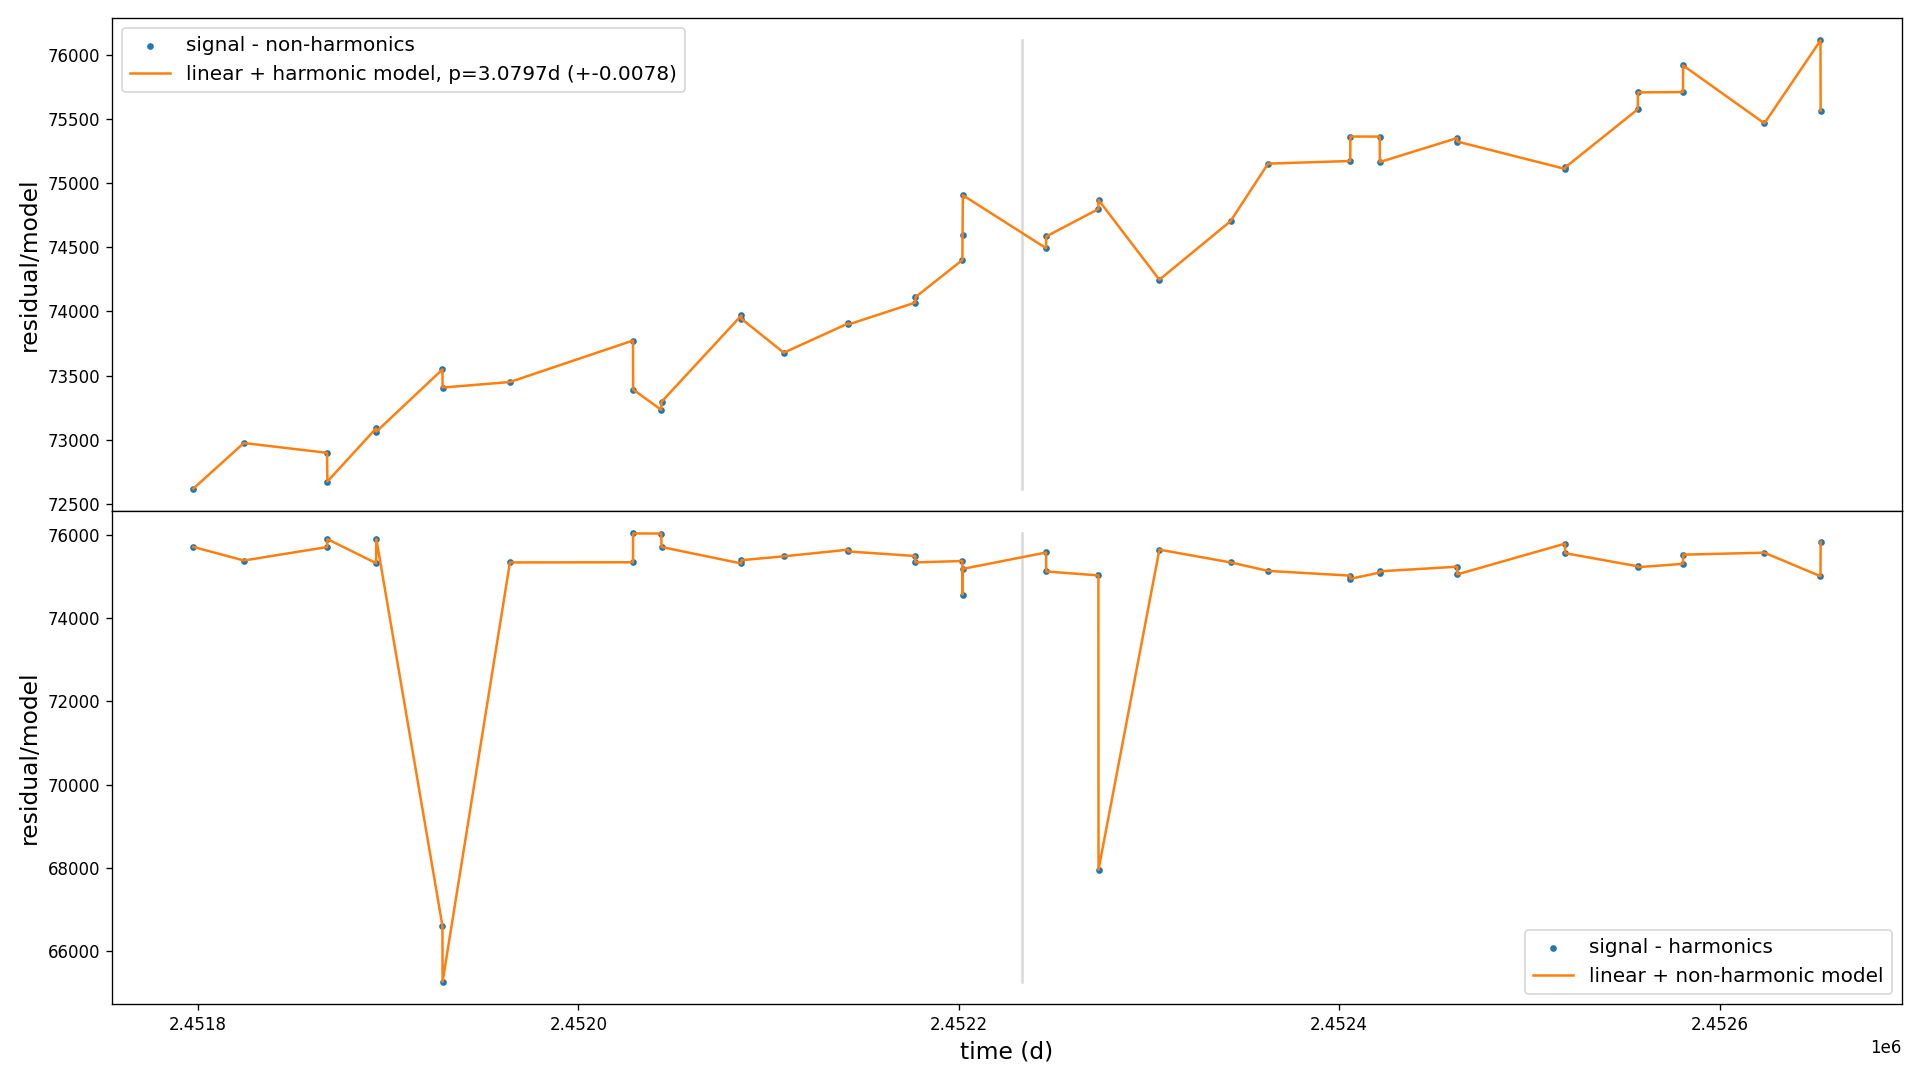 signal - non-harmonics
linear + harmonic model, p=3.0797d (+-0.0078)
residual/model
76000
75500
75000
74500
74000
73500
73000
72500
residual/model
76000
74000
72000
70000
68000
66000
signal - harmonics
linear + non-harmonic model
2.4518
2.4520
2.4522
2.4524
2.4526
time (d)
1e6